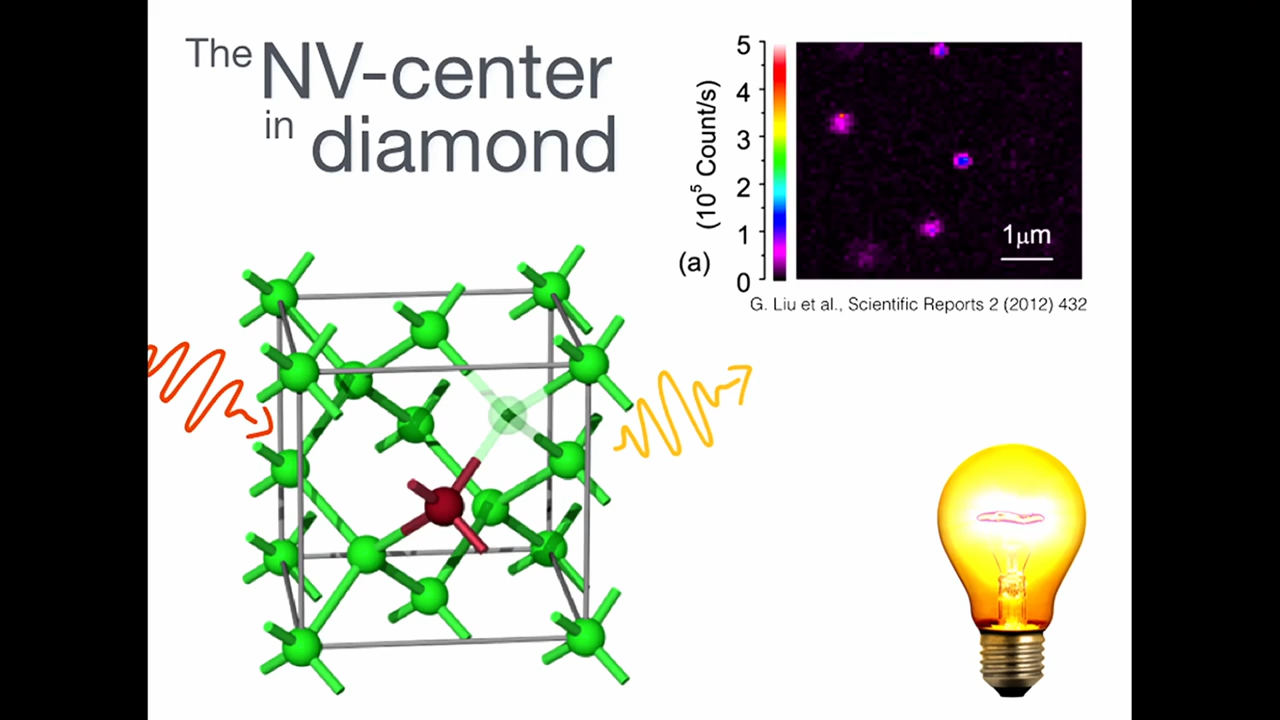 The NV-center
in diamond
5
4
3
2
1
0
(10⁵ Count/s)
(a)
1μm
G. Liu et al., Scientific Reports 2 (2012) 432